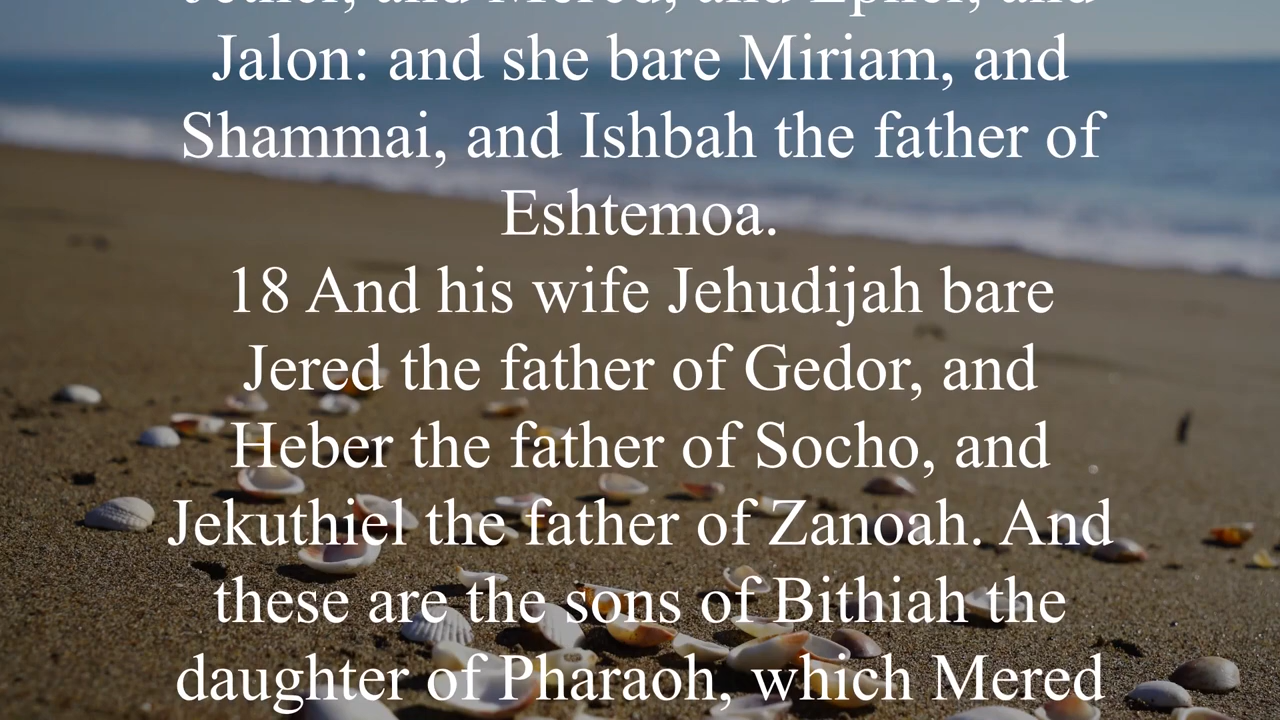 Jether, and Mered, and Epher, and
Jalon: and she bare Miriam, and
Shammai, and Ishbah the father of
Eshtemoa.
18 And his wife Jehudijah bare
Jered the father of Gedor, and
Heber the father of Socho, and
Jekuthiel the father of Zanoah. And
these are the sons of Bithiah the
daughter of Pharaoh, which Mered